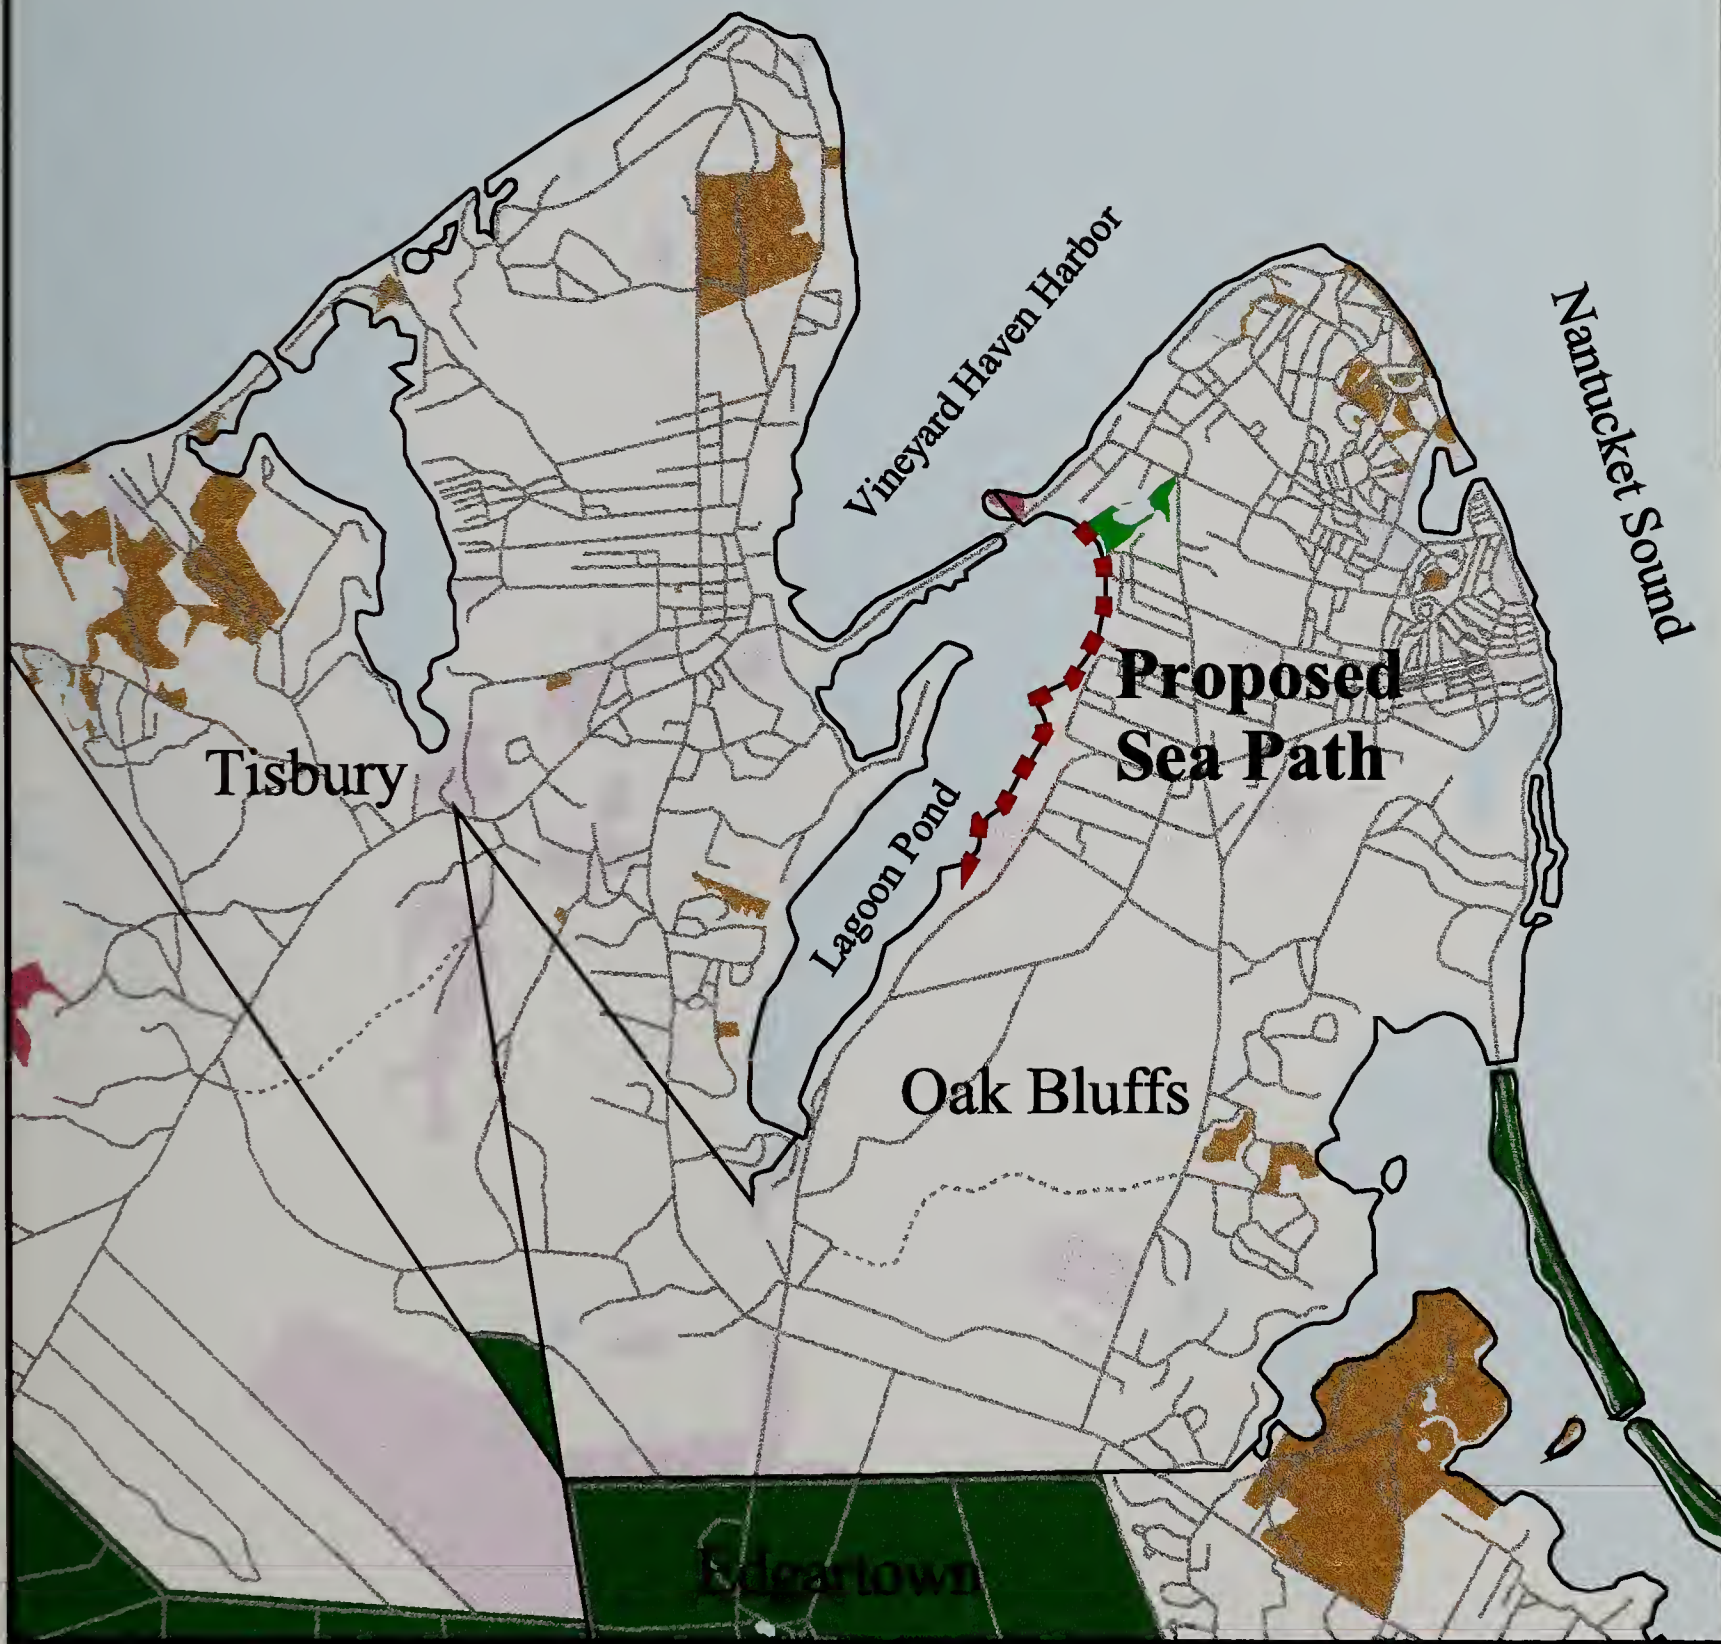 Vineyard Haven Harbor
Nantucket Sound
Proposed
Sea Path
Tisbury
Lagoon Pond
Oak Bluffs
Edgartown